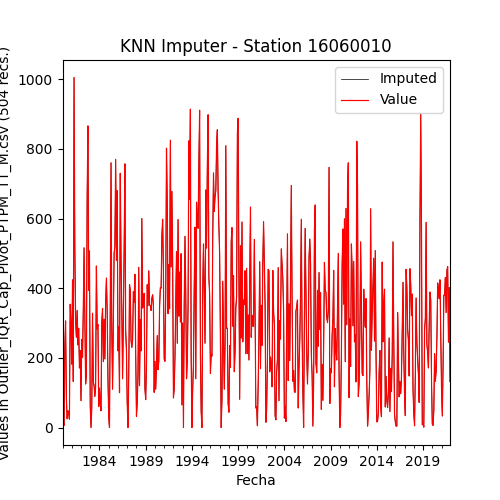 KNN Imputer - Station 16060010
Values in Outlier_IQR_Cap_Pivot_PTPM_TT_M.csv (504 recs.)
1000
800
600
400
200
0
Imputed
Value
1984 1989 1994 1999 2004 2009 2014 2019
Fecha